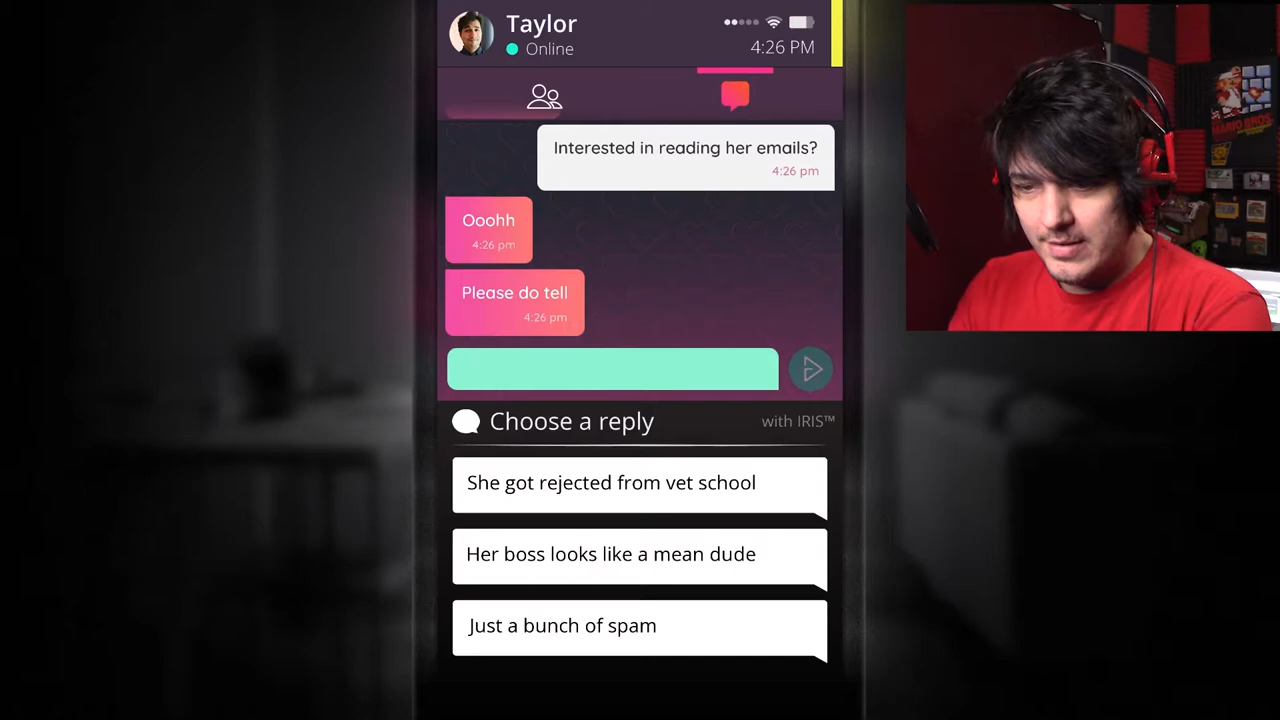 Taylor
Online
4:26 PM
Interested in reading her emails?
4:26 pm
Ooohh
4:26 pm
Please do tell
4:26 pm
Choose a reply
with IRIS™
She got rejected from vet school
Her boss looks like a mean dude
Just a bunch of spam
MARIO BROS.